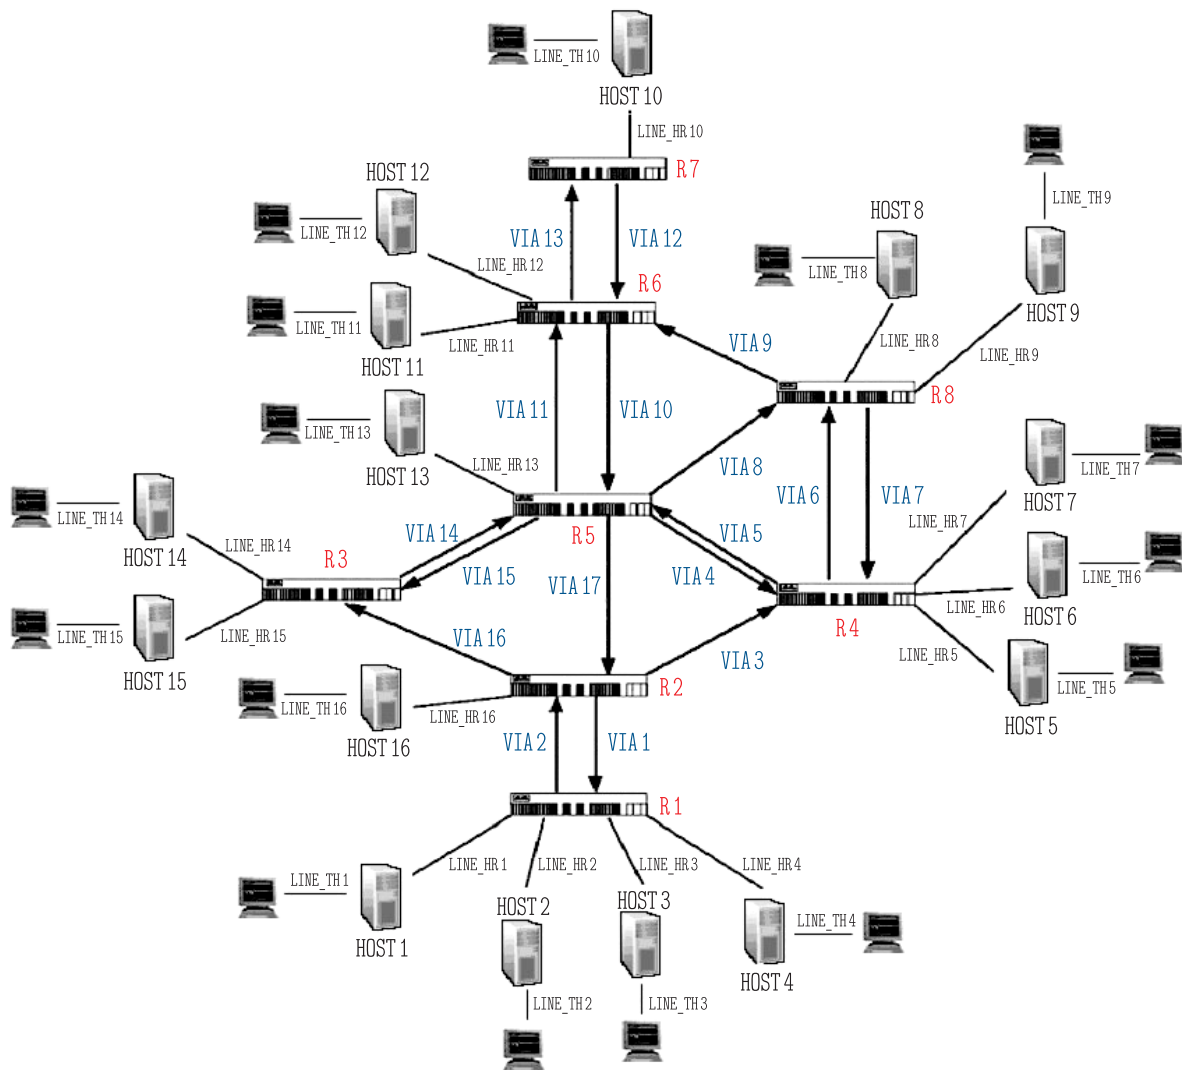 LINE_TH10
HOST 10
LINE_HR10
R7
HOST 12
LINE_TH12
LINE_HR12
VIA 13
VIA 12
R6
HOST 8
LINE_TH8
LINE_HR8
LINE_TH9
HOST 9
LINE_HR9
LINE_TH11
HOST 11
LINE_HR11
VIA 9
R8
VIA 11
VIA 10
LINE_TH13
HOST 13
LINE_HR13
VIA 8
VIA 6
VIA 7
LINE_TH7
HOST 7
LINE_HR7
LINE_TH14
HOST 14
LINE_HR14
R3
VIA 14
VIA 15
R5
VIA 5
VIA 4
VIA 17
LINE_TH6
HOST 6
LINE_HR6
R4
LINE_TH15
HOST 15
LINE_HR15
VIA 16
VIA 3
LINE_HR5
LINE_TH5
HOST 5
R2
LINE_TH16
HOST 16
LINE_HR16
VIA 2
VIA 1
R1
LINE_HR1
LINE_HR2
LINE_HR3
LINE_HR4
LINE_TH1
HOST 1
HOST 2
HOST 3
LINE_TH4
HOST 4
LINE_TH2
LINE_TH3